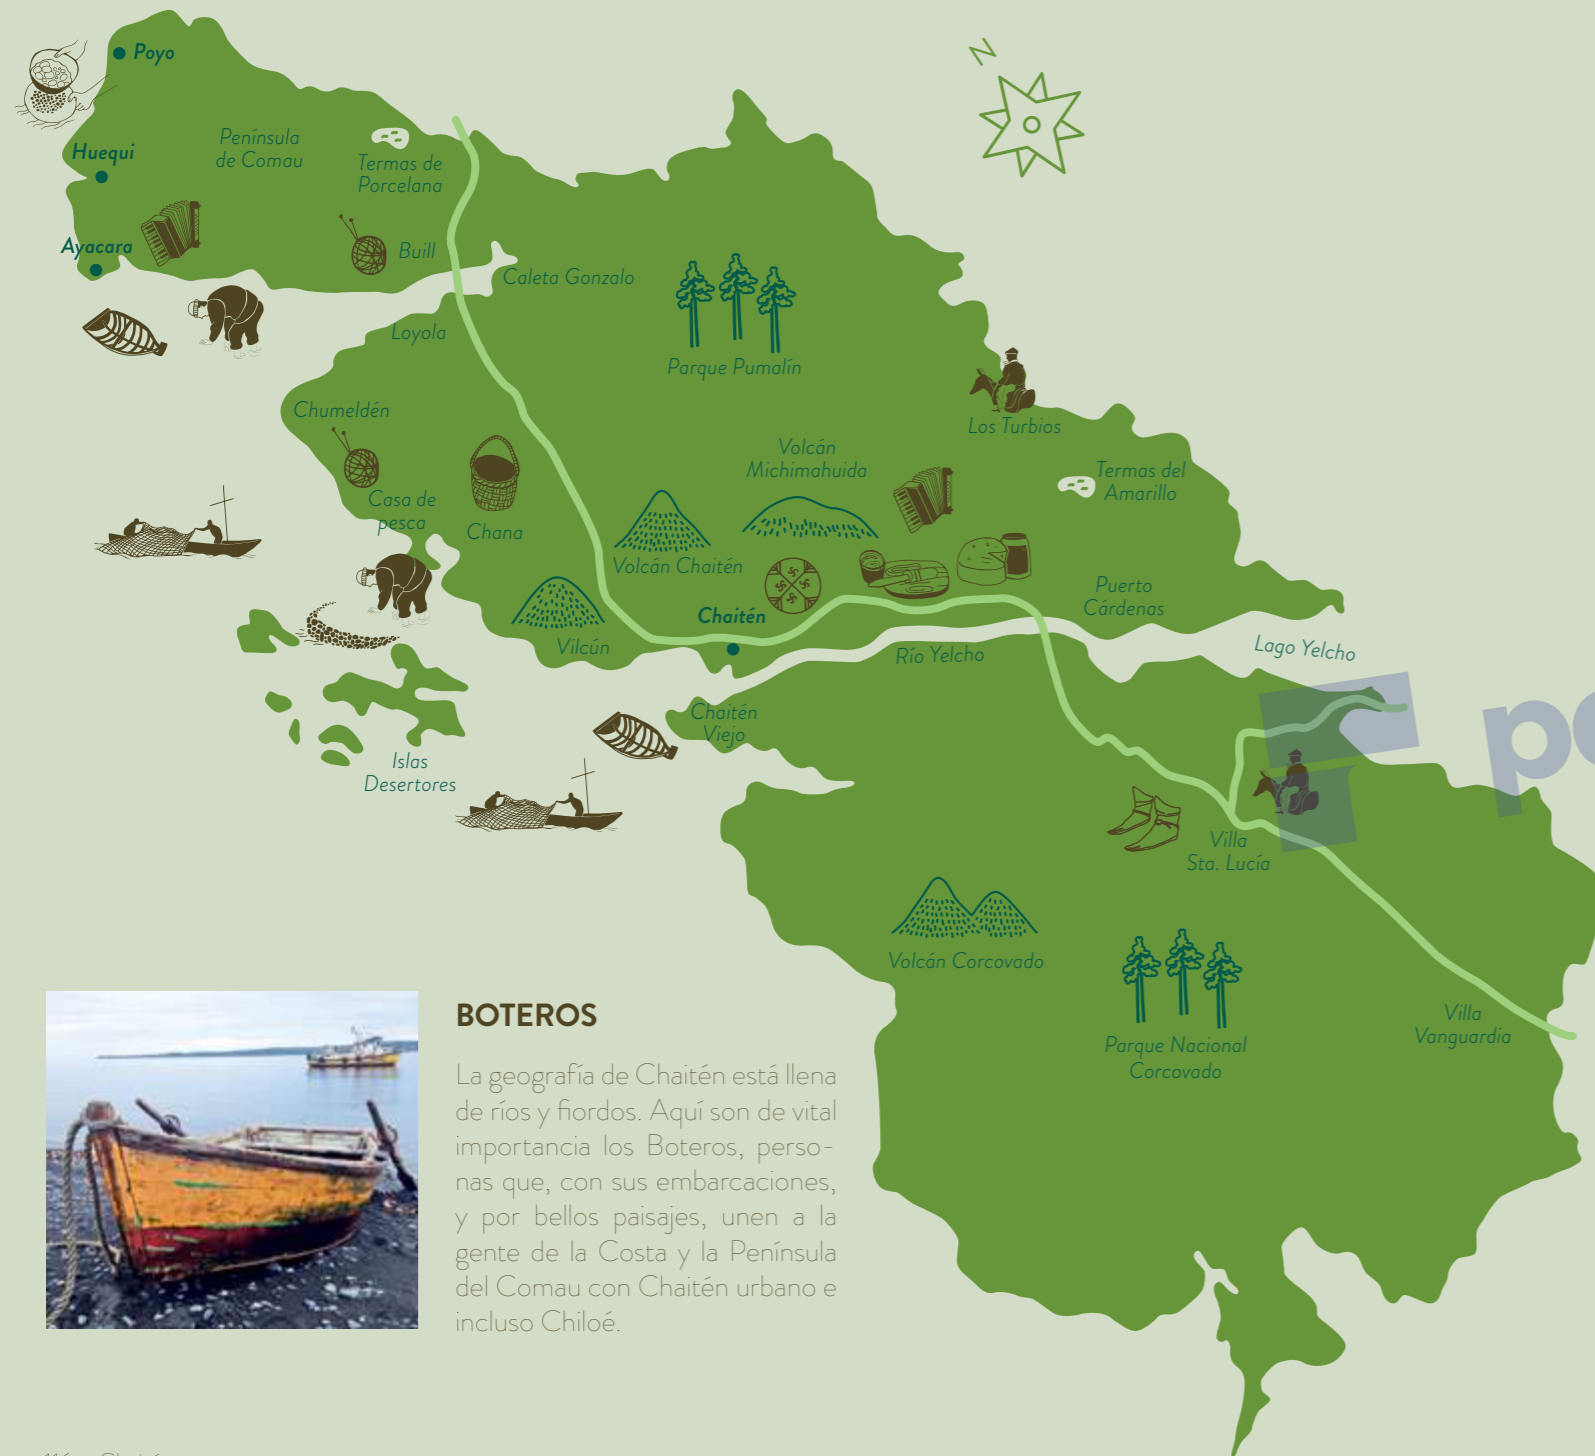 Poyo
N
Huequi
Península
de Comau
Termas de
Porcelana
Ayacara
Buill
Caleta Gonzalo
Loyola
Parque Pumalín
Chumeldén
Los Turbios
Volcán
Michimahuida
Termas del
Amarillo
Casa de
pesca
Chana
Volcán Chaitén
Puerto
Cárdenas
Chaitén
Vilcún
Río Yelcho
Lago Yelcho
Chaitén
Viejo
Islas
Desertores
Villa
Sta. Lucía
Volcán Corcovado
Villa
Vanguardia
Parque Nacional
Corcovado
BOTEROS
La geografía de Chaitén está llena
de ríos y fiordos. Aquí son de vital
importancia los Boteros, perso-
nas que, con sus embarcaciones,
y por bellos paisajes, unen a la
gente de la Costa y la Península
del Comau con Chaitén urbano e
incluso Chiloé.